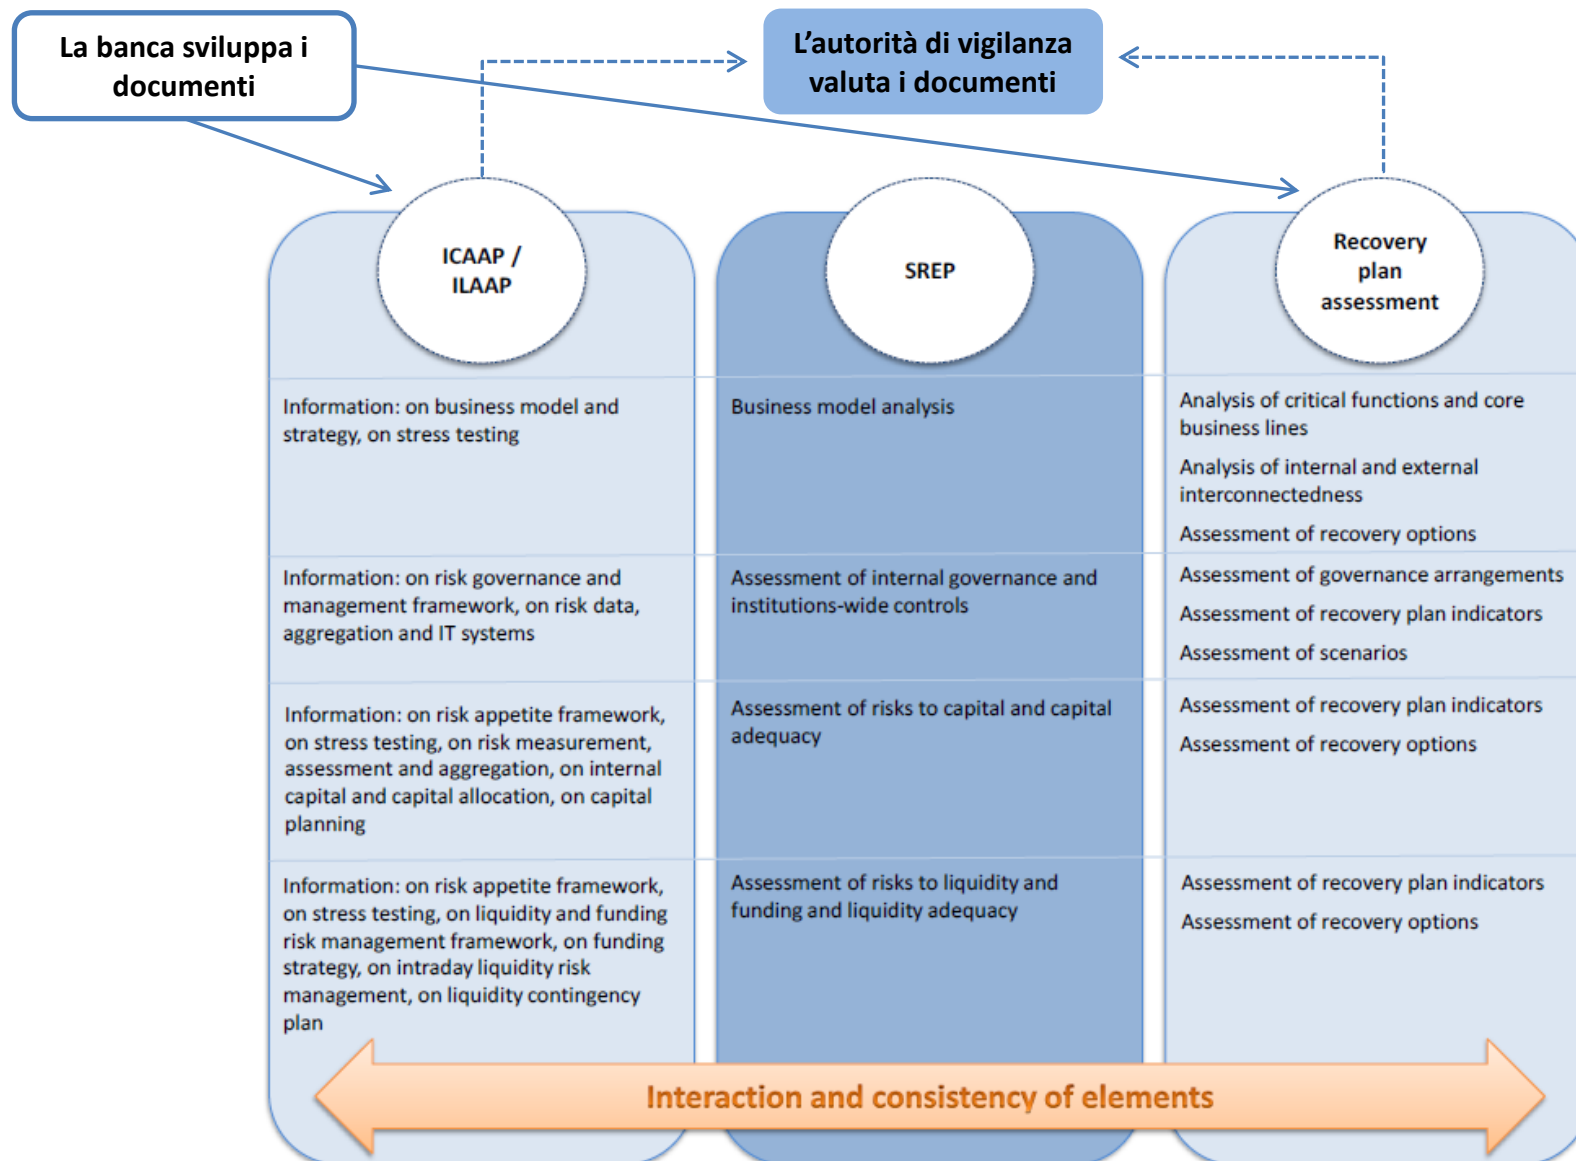 La banca sviluppa i
documenti
L’autorità di vigilanza
valuta i documenti
ICAAP /
ILAAP
SREP
Recovery
plan
assessment
Information: on business model and
strategy, on stress testing
Business model analysis
Analysis of critical functions and core
business lines
Analysis of internal and external
interconnectedness
Assessment of recovery options
Information: on risk governance and
management framework, on risk data,
aggregation and IT systems
Assessment of internal governance and
institutions-wide controls
Assessment of governance arrangements
Assessment of recovery plan indicators
Assessment of scenarios
Information: on risk appetite framework,
on stress testing, on risk measurement,
assessment and aggregation, on internal
capital and capital allocation, on capital
planning
Assessment of risks to capital and capital
adequacy
Assessment of recovery plan indicators
Assessment of recovery options
Information: on risk appetite framework,
on stress testing, on liquidity and funding
risk management framework, on funding
strategy, on intraday liquidity risk
management, on liquidity contingency
plan
Assessment of risks to liquidity and
funding and liquidity adequacy
Assessment of recovery plan indicators
Assessment of recovery options
Interaction and consistency of elements